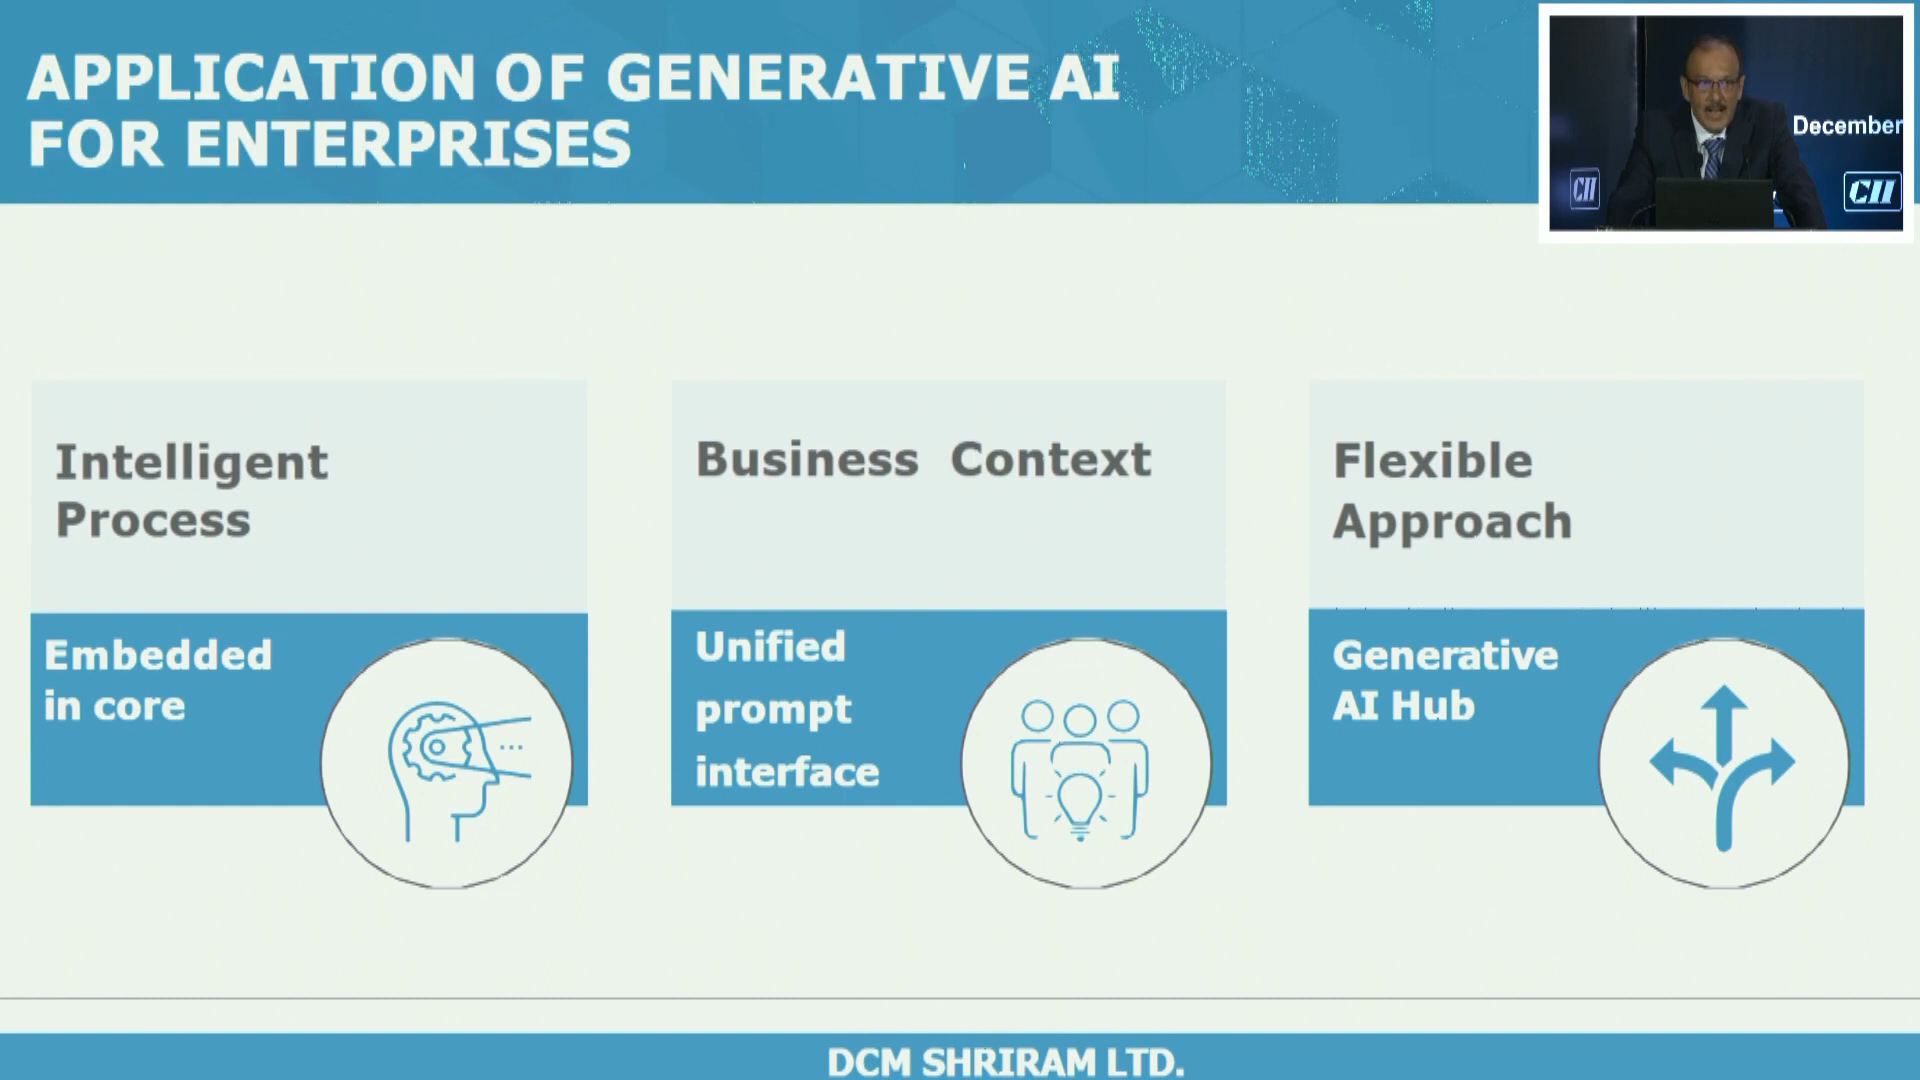 APPLICATION OF GENERATIVE AI
FOR ENTERPRISES
December
CII
CII
Intelligent
Process
Embedded
in core
Business Context
Unified
prompt
interface
Flexible
Approach
Generative
AI Hub
DCM SHRIRAM LTD.